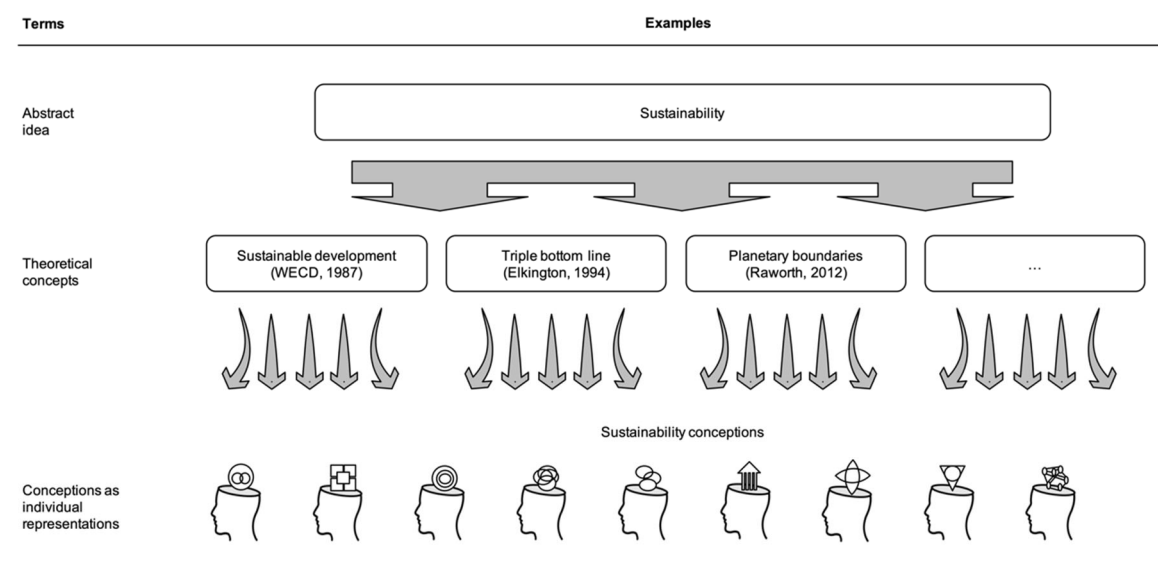 Terms
Examples
Abstract
idea
Sustainability
Theoretical
concepts
Sustainable development
(WECD, 1987)
Triple bottom line
(Elkington, 1994)
Planetary boundaries
(Raworth, 2012)
...
Sustainability conceptions
Conceptions as
individual
representations